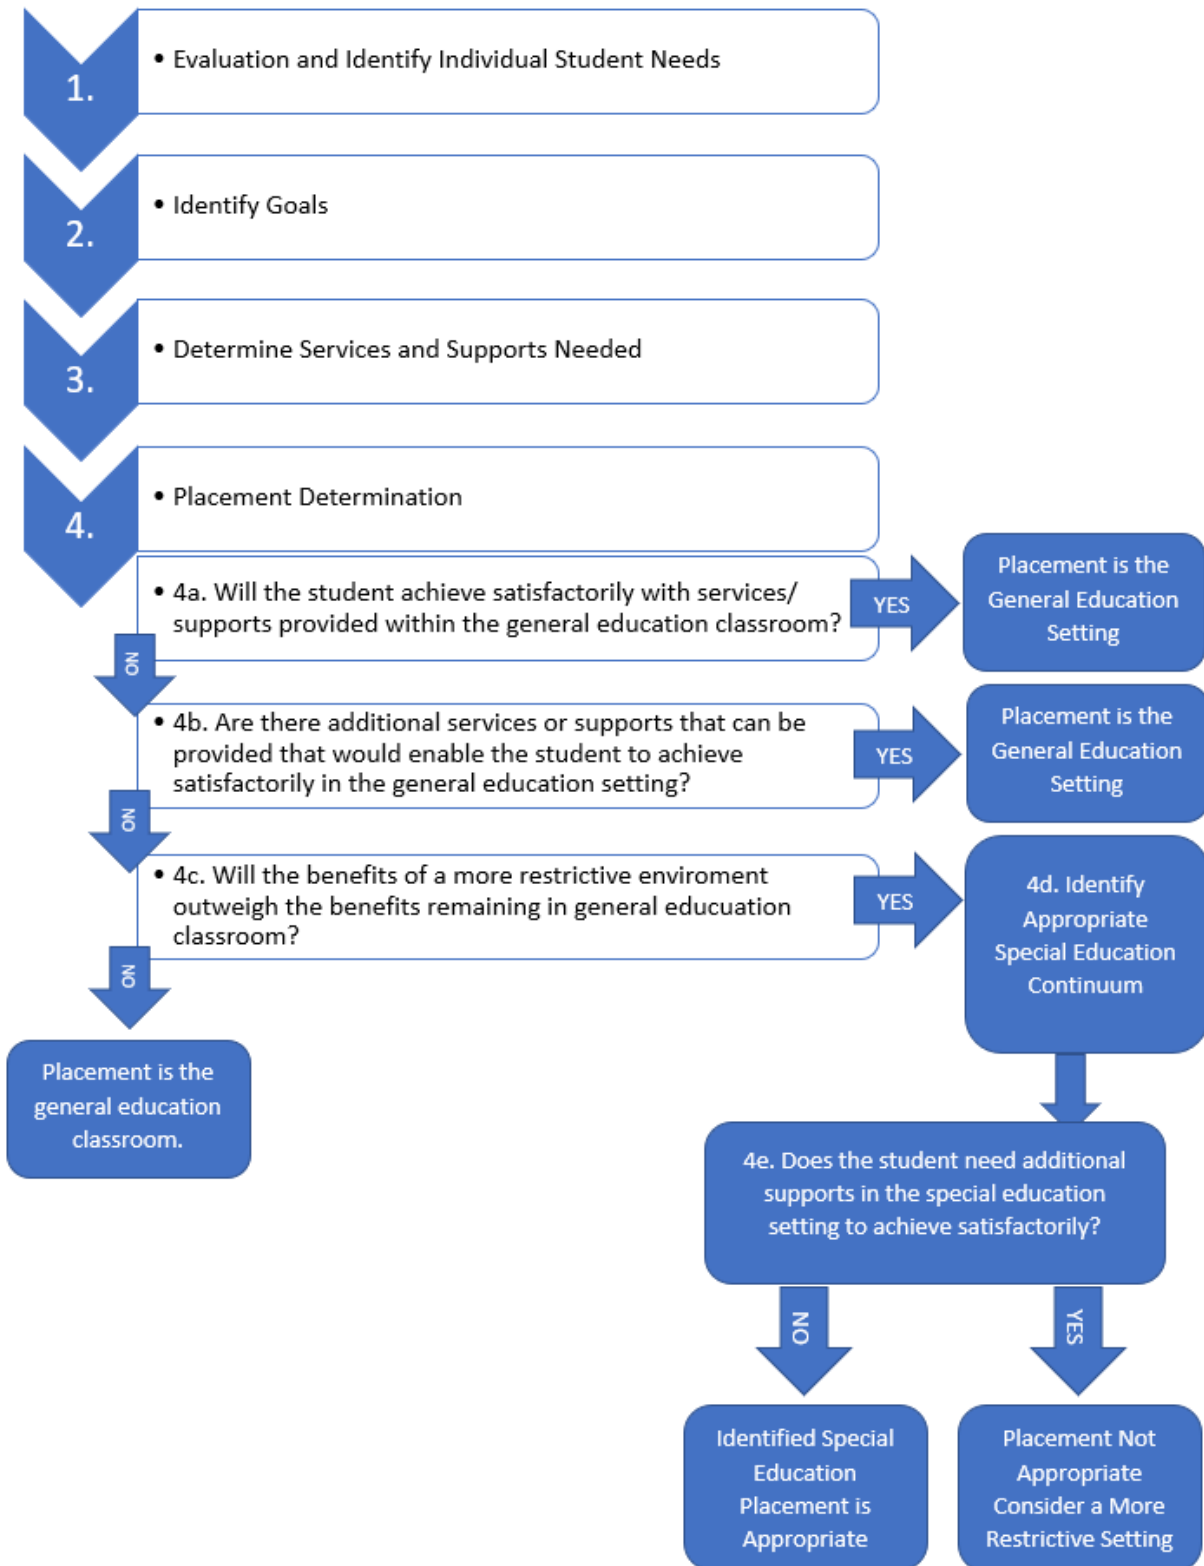 1.
• Evaluation and Identify Individual Student Needs
2.
• Identify Goals
3.
• Determine Services and Supports Needed
4.
• Placement Determination
• 4a. Will the student achieve satisfactorily with services/
supports provided within the general education classroom?
YES
Placement is the
General Education
Setting
NO
• 4b. Are there additional services or supports that can be
provided that would enable the student to achieve
satisfactorily in the general education setting?
YES
Placement is the
General Education
Setting
NO
• 4c. Will the benefits of a more restrictive enviroment
outweigh the benefits remaining in general educuation
classroom?
YES
4d. Identify
Appropriate
Special Education
Continuum
NO
Placement is the
general education
classroom.
4e. Does the student need additional
supports in the special education
setting to achieve satisfactorily?
NO
YES
Identified Special
Education
Placement is
Appropriate
Placement Not
Appropriate
Consider a More
Restrictive Setting